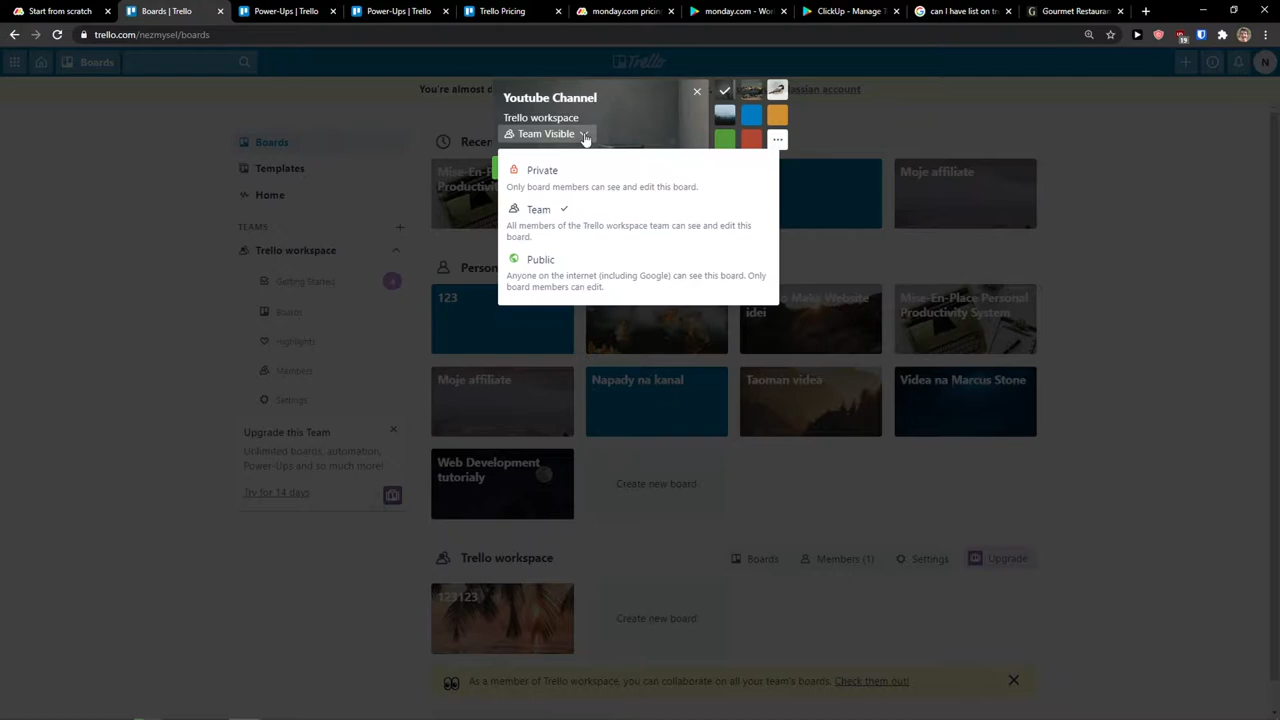 Start from scratch
Boards | Trello
Power-Ups | Trello
Power-Ups | Trello
Trello Pricing
monday.com pricin
monday.com - Wo
ClickUp - Manage T
can I have list on tre
Gourmet Restauran
trello.com/nezmysel/boards
15
Boards
Trello
N
You're almost d
assian account
Youtube Channel
Trello workspace
Team Visible
Private
Only board members can see and edit this board.
Team
All members of the Trello workspace team can see and edit this
board.
Public
Anyone on the internet (including Google) can see this board. Only
board members can edit.
Boards
Templates
Home
TEAMS
Trello workspace
Getting Started
4
Boards
Highlights
Members
Settings
Upgrade this Team
Unlimited boards, automation,
Power-Ups and so much more!
Try for 14 days
Recen
Mise-En-Place
Productivity
Moje affiliate
Person
123
Make Website
idei
Mise-En-Place Personal
Productivity System
Moje affiliate
Napady na kanal
Taoman videa
Videa na Marcus Stone
Web Development
tutorialy
Create new board
Trello workspace
Boards
Members (1)
Settings
Upgrade
123123
Create new board
As a member of Trello workspace, you can collaborate on all your team's boards. Check them out!